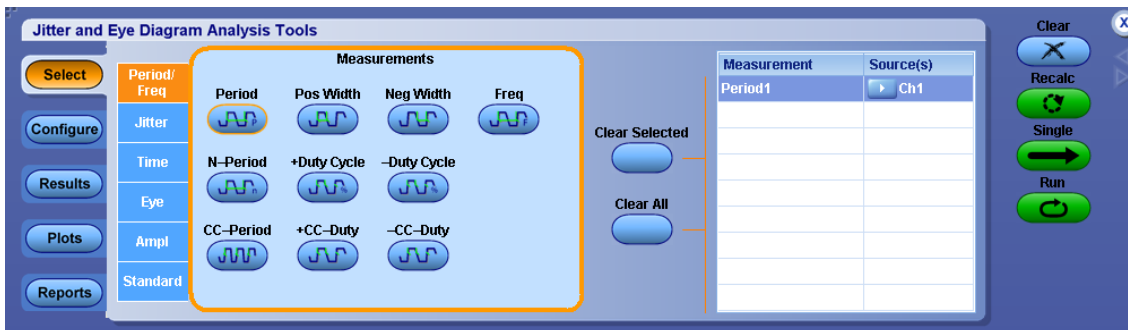 Jitter and Eye Diagram Analysis Tools
Select
Configure
Results
Plots
Reports
Period/
Freq
Jitter
Time
Eye
Ampl
Standard
Measurements
Period Pos Width Neg Width Freq
N–Period +Duty Cycle –Duty Cycle
CC–Period +CC–Duty –CC–Duty
Clear Selected
Clear All
Measurement Source(s)
Period1 Ch1
Clear
X
Recalc
Single
Run